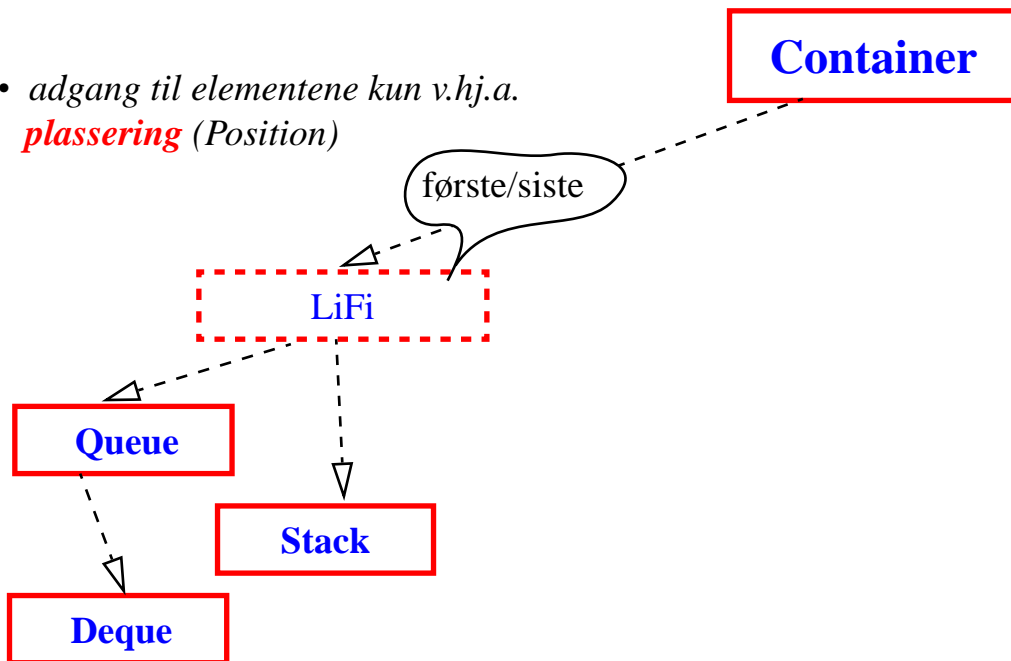 Container
• adgang til elementene kun v.hj.a.
plassering (Position)
første/siste
LiFi
Queue
Stack
Deque